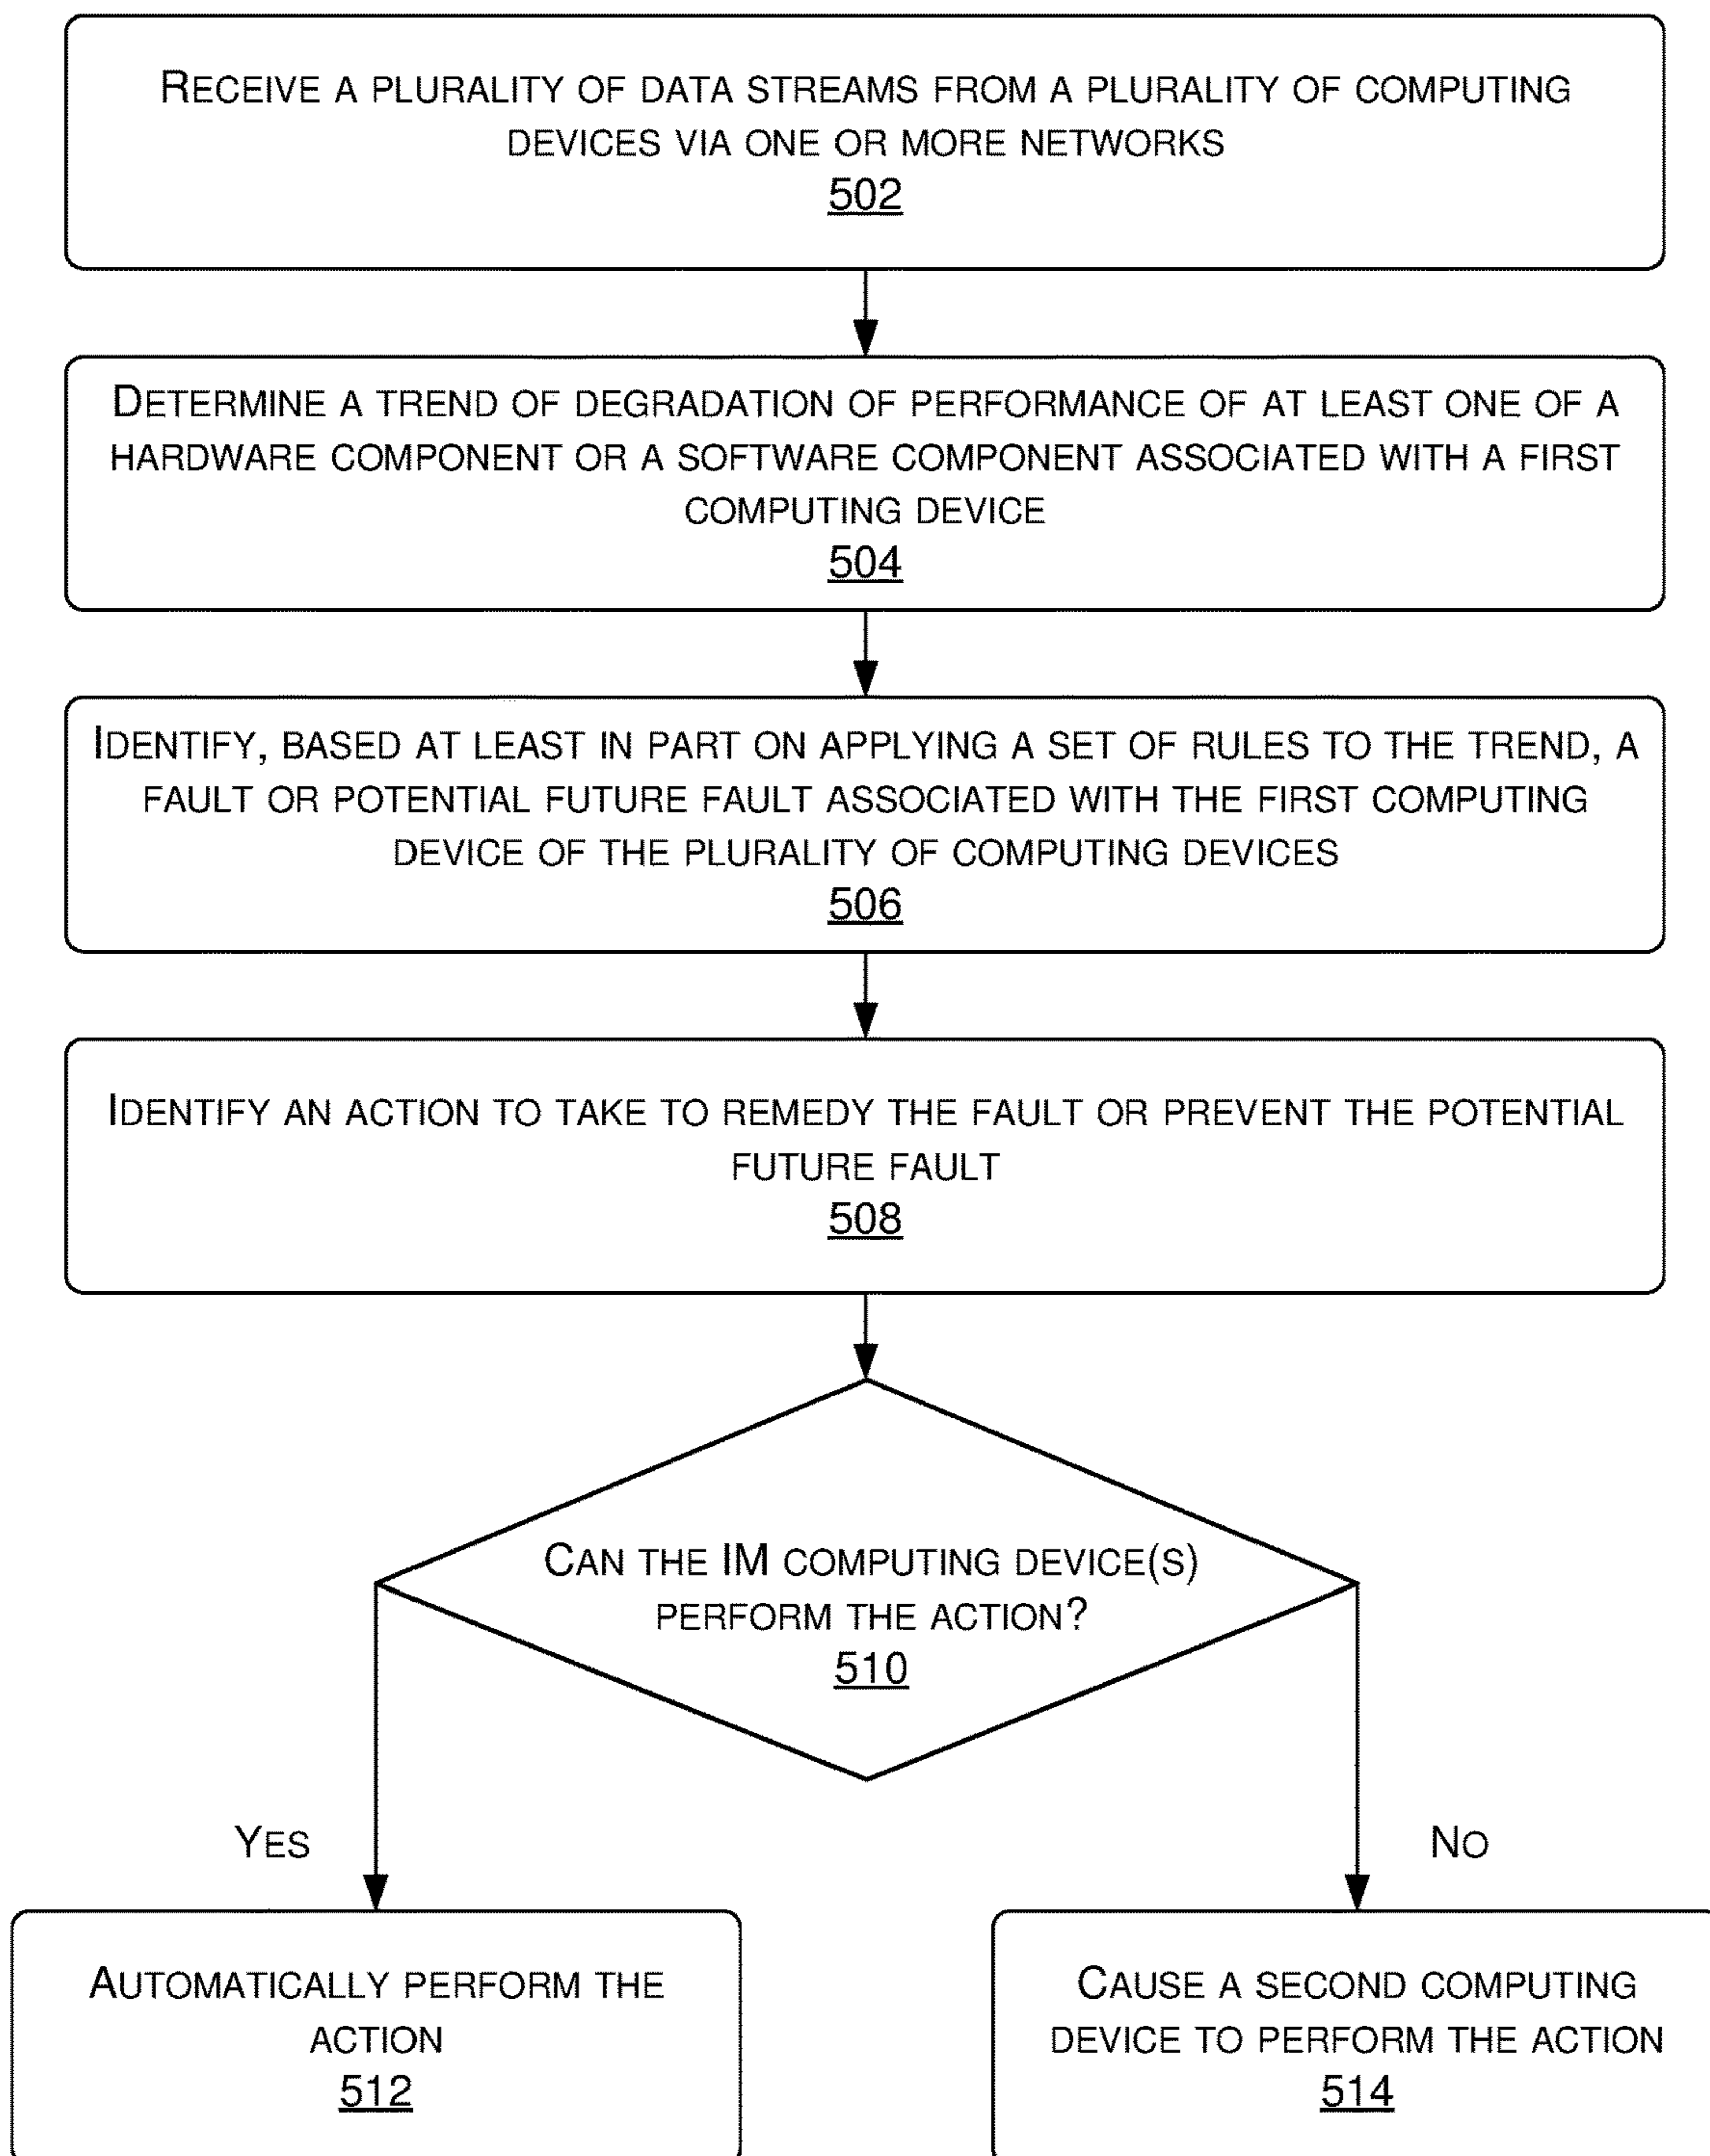 RECEIVE A PLURALITY OF DATA STREAMS FROM A PLURALITY OF COMPUTING
DEVICES VIA ONE OR MORE NETWORKS
502
DETERMINE A TREND OF DEGRADATION OF PERFORMANCE OF AT LEAST ONE OF A
HARDWARE COMPONENT OR A SOFTWARE COMPONENT ASSOCIATED WITH A FIRST
COMPUTING DEVICE
504
IDENTIFY, BASED AT LEAST IN PART ON APPLYING A SET OF RULES TO THE TREND, A
FAULT OR POTENTIAL FUTURE FAULT ASSOCIATED WITH THE FIRST COMPUTING
DEVICE OF THE PLURALITY OF COMPUTING DEVICES
506
IDENTIFY AN ACTION TO TAKE TO REMEDY THE FAULT OR PREVENT THE POTENTIAL
FUTURE FAULT
508
CAN THE IM COMPUTING DEVICE(S)
PERFORM THE ACTION?
510
YES
NO
AUTOMATICALLY PERFORM THE
ACTION
512
CAUSE A SECOND COMPUTING
DEVICE TO PERFORM THE ACTION
514